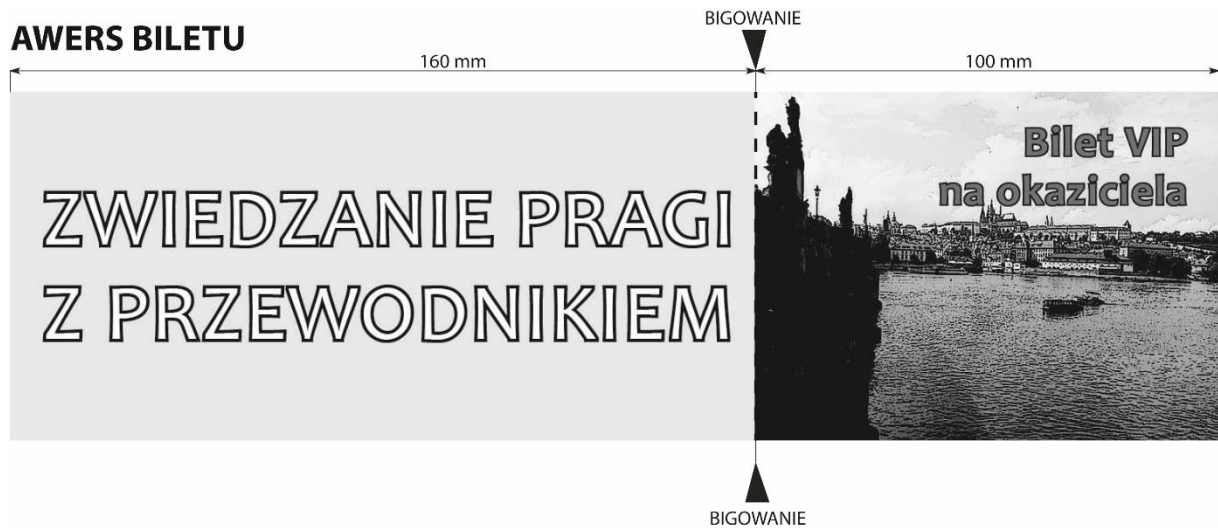 AWERS BILETU
BIGOWANIE
160 mm
100 mm
ZWIEDZANIE PRAGI
Z PRZEWODNIKIEM
Bilet VIP
na okaziciela
BIGOWANIE